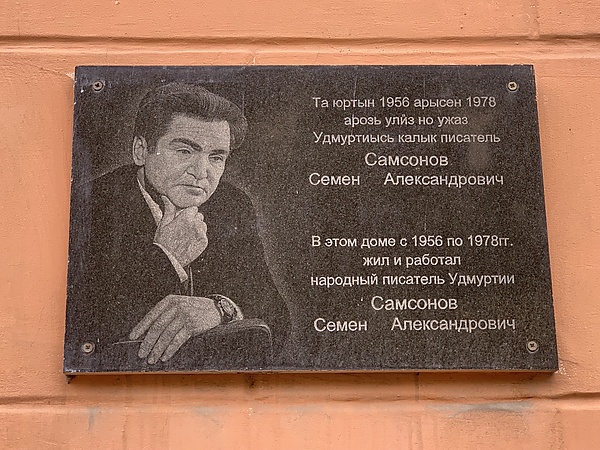 Та юртын 1956 арысен 1978
арозь улӥз но ужаз
Удмуртиысь калык писатель
Самсонов
Семен Александрович
В этом доме с 1956 по 1978гг.
жил и работал
народный писатель Удмуртии
Самсонов
Семен Александрович